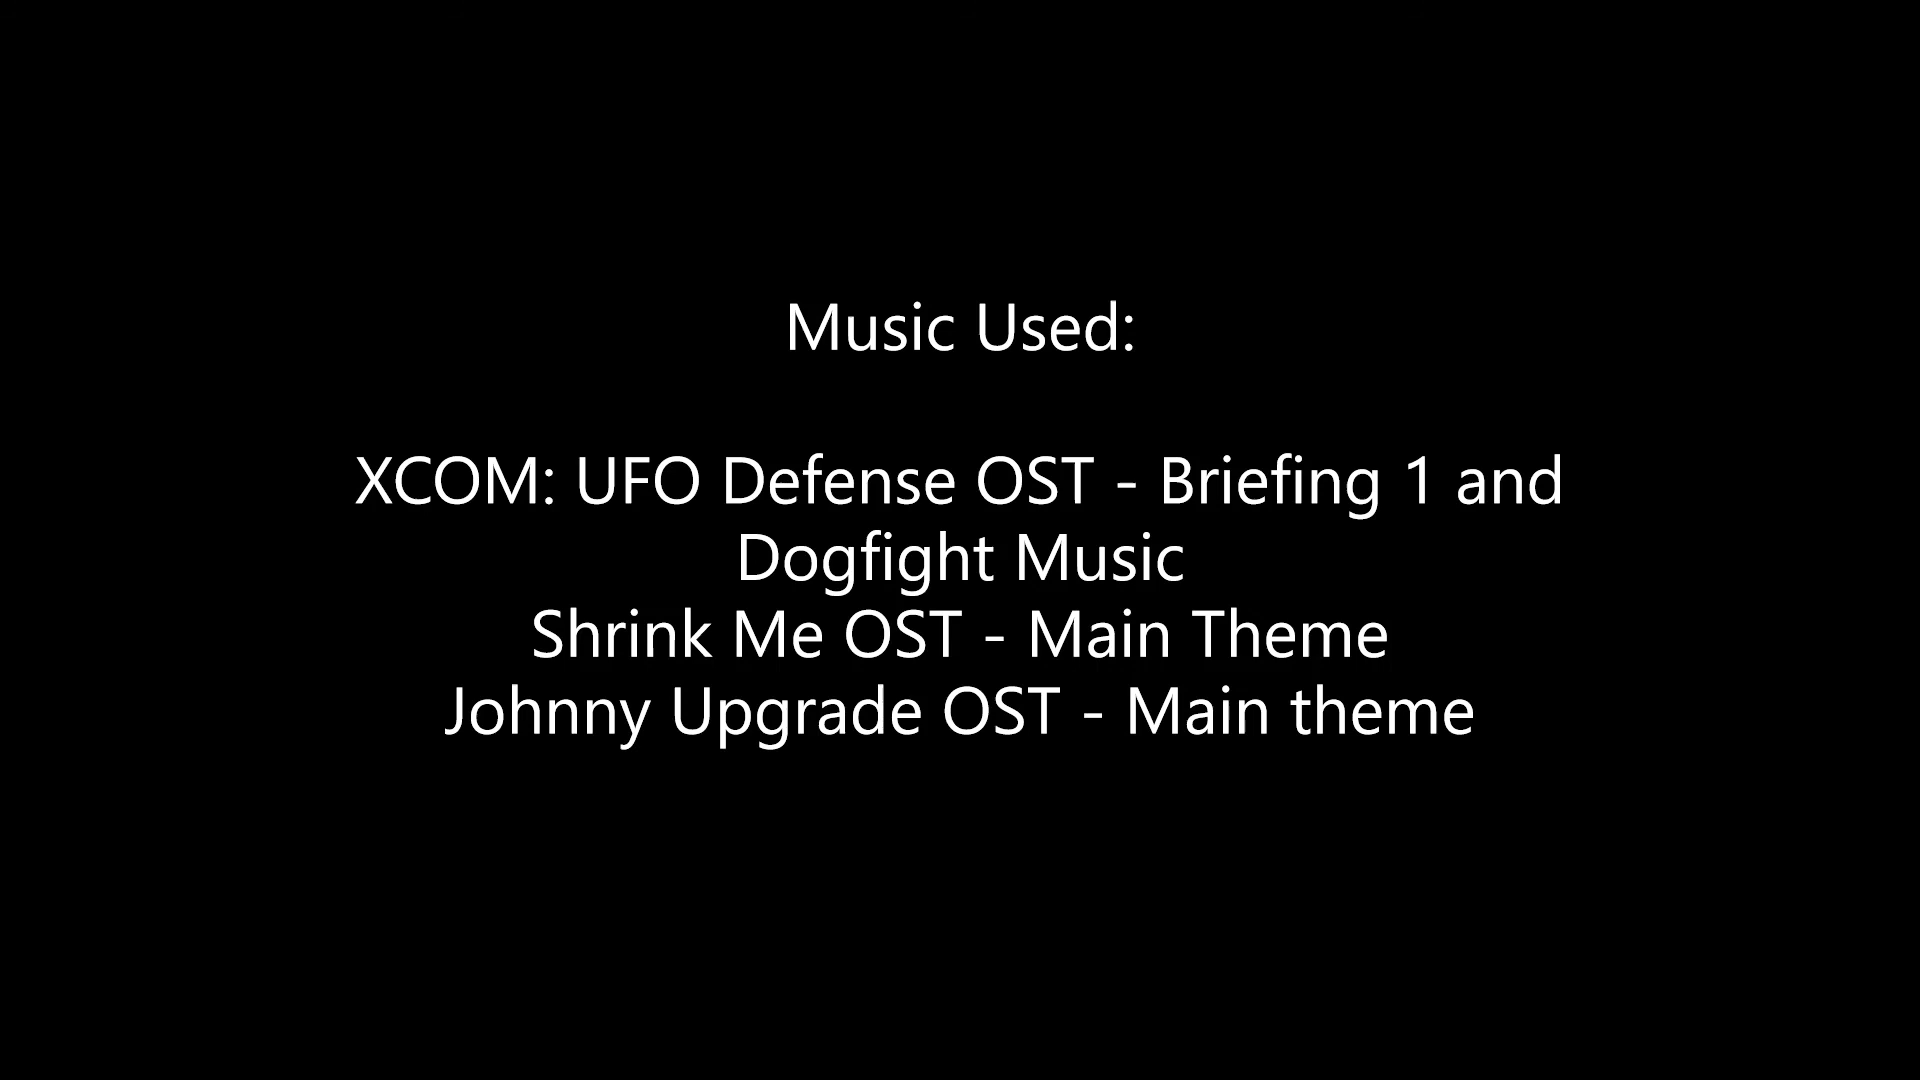 Music Used:
XCOM: UFO Defense OST - Briefing 1 and
Dogfight Music
Shrink Me OST - Main Theme
Johnny Upgrade OST - Main theme